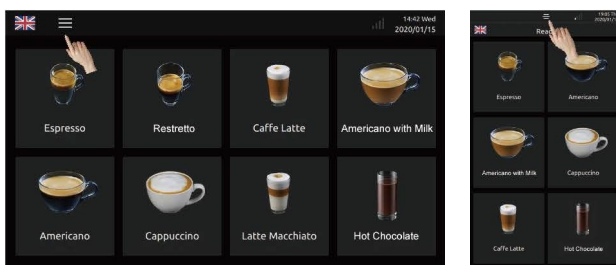 14:42 Wed
2020/01/15
Espresso
Restretto
Caffe Latte
Americano with Milk
Americano
Cappuccino
Latte Macchiato
Hot Chocolate
Espresso
Americano
Americano with Milk
Cappuccino
Caffe Latte
Hot Chocolate